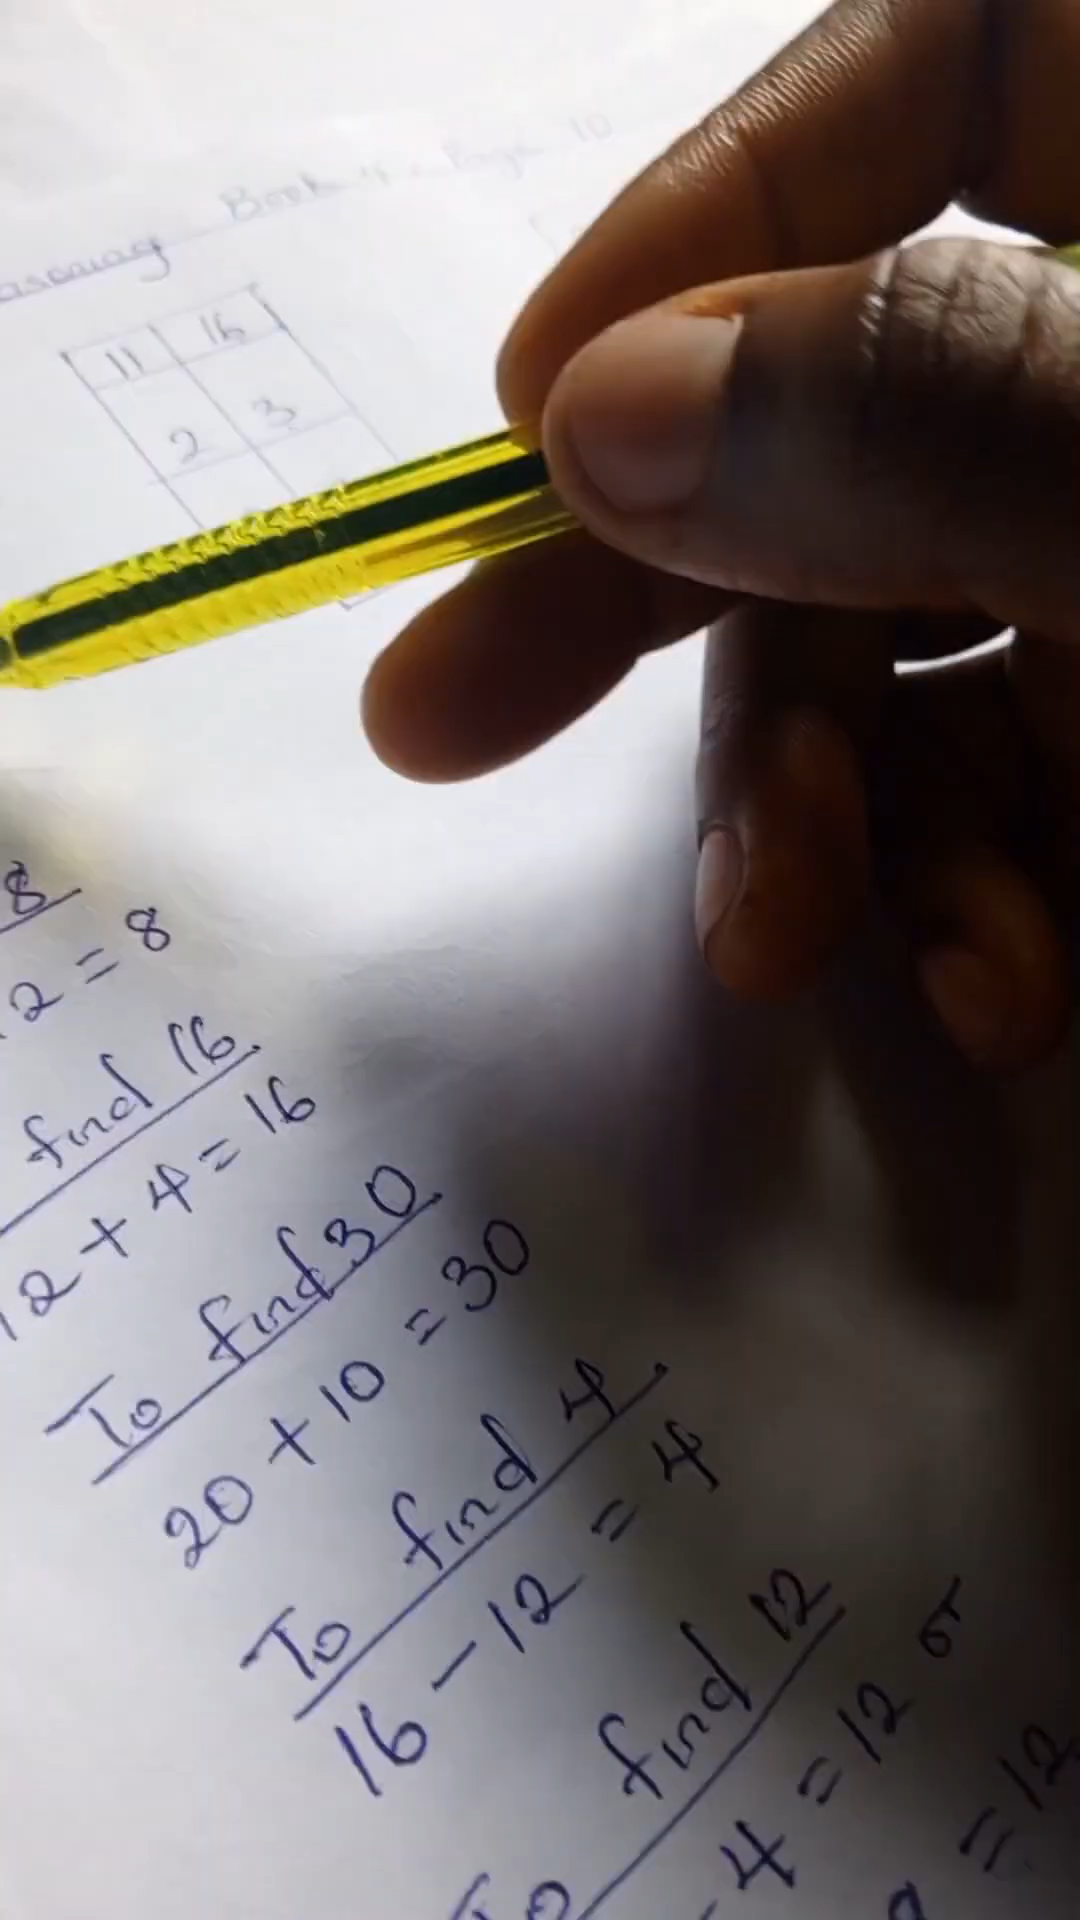 Book 4 - Page 10
11 16
2 3
8
2 = 8
find 16
12 + 4 = 16
To find 30
20 + 10 = 30
To find 4
16 - 12 = 4
To find 12
- 4 = 12 or
= 12